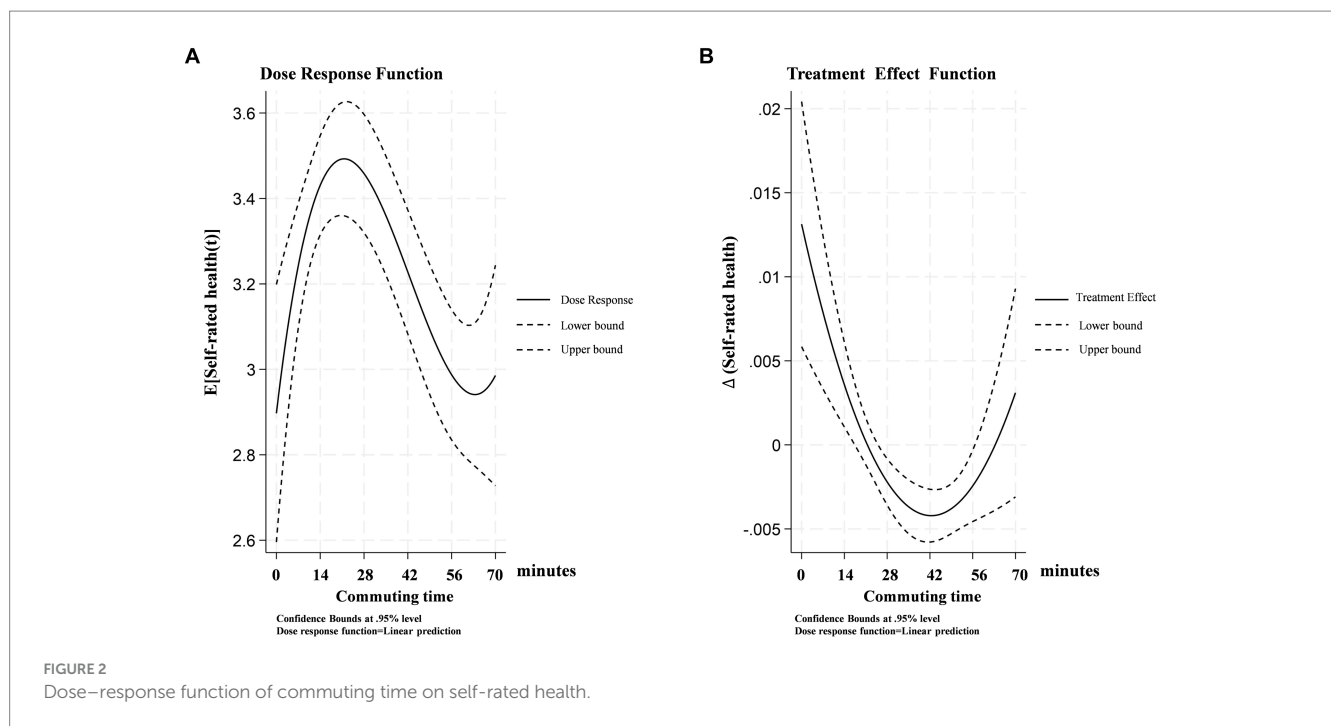 A
Dose Response Function
3.6
3.4
3.2
3
2.8
2.6
E[Self-rated health(t)]
0 14 28 42 56 70 minutes
Commuting time
Confidence Bounds at .95% level
Dose response function=Linear prediction
Dose Response
Lower bound
Upper bound
B
Treatment Effect Function
.02
.015
.01
.005
0
-.005
Δ (Self-rated health)
0 14 28 42 56 70 minutes
Commuting time
Confidence Bounds at .95% level
Dose response function=Linear prediction
Treatment Effect
Lower bound
Upper bound
FIGURE 2
Dose–response function of commuting time on self-rated health.